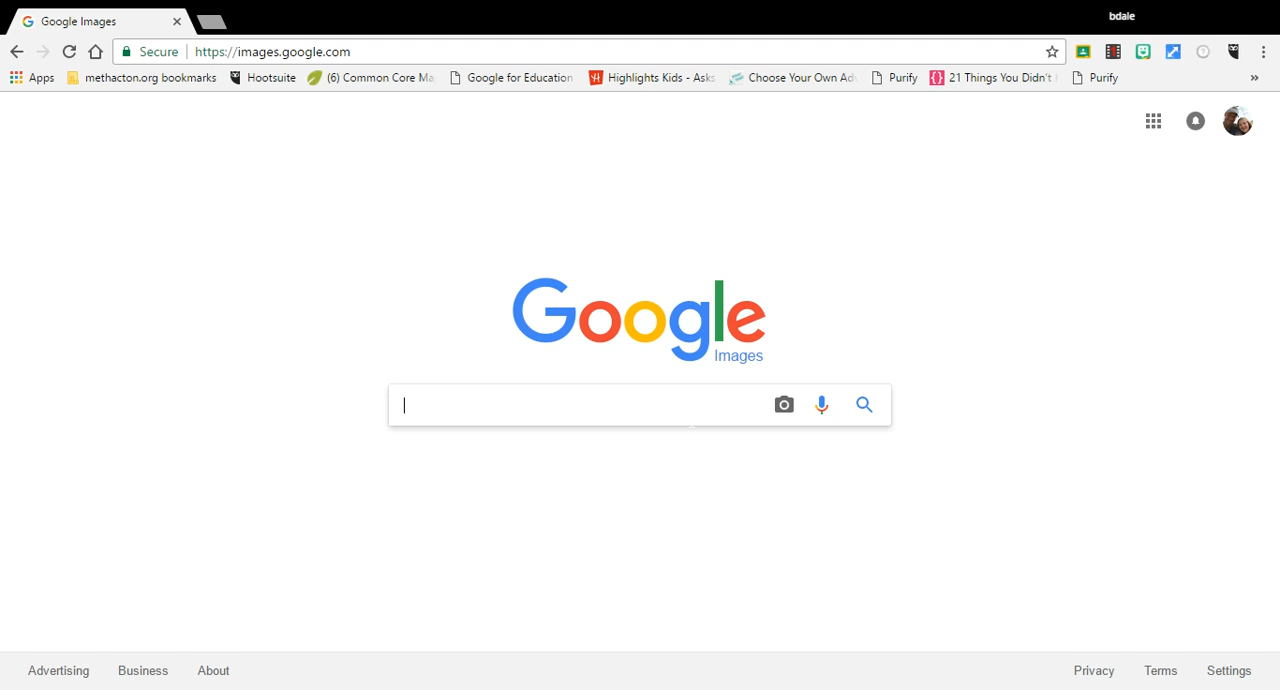 Google Images
bdale
Secure https://images.google.com
Apps methacton.org bookmarks Hootsuite (6) Common Core Ma Google for Education Highlights Kids - Asks Choose Your Own Adv Purify {} 21 Things You Didn't Purify »
Google
Images
Advertising Business About Privacy Terms Settings